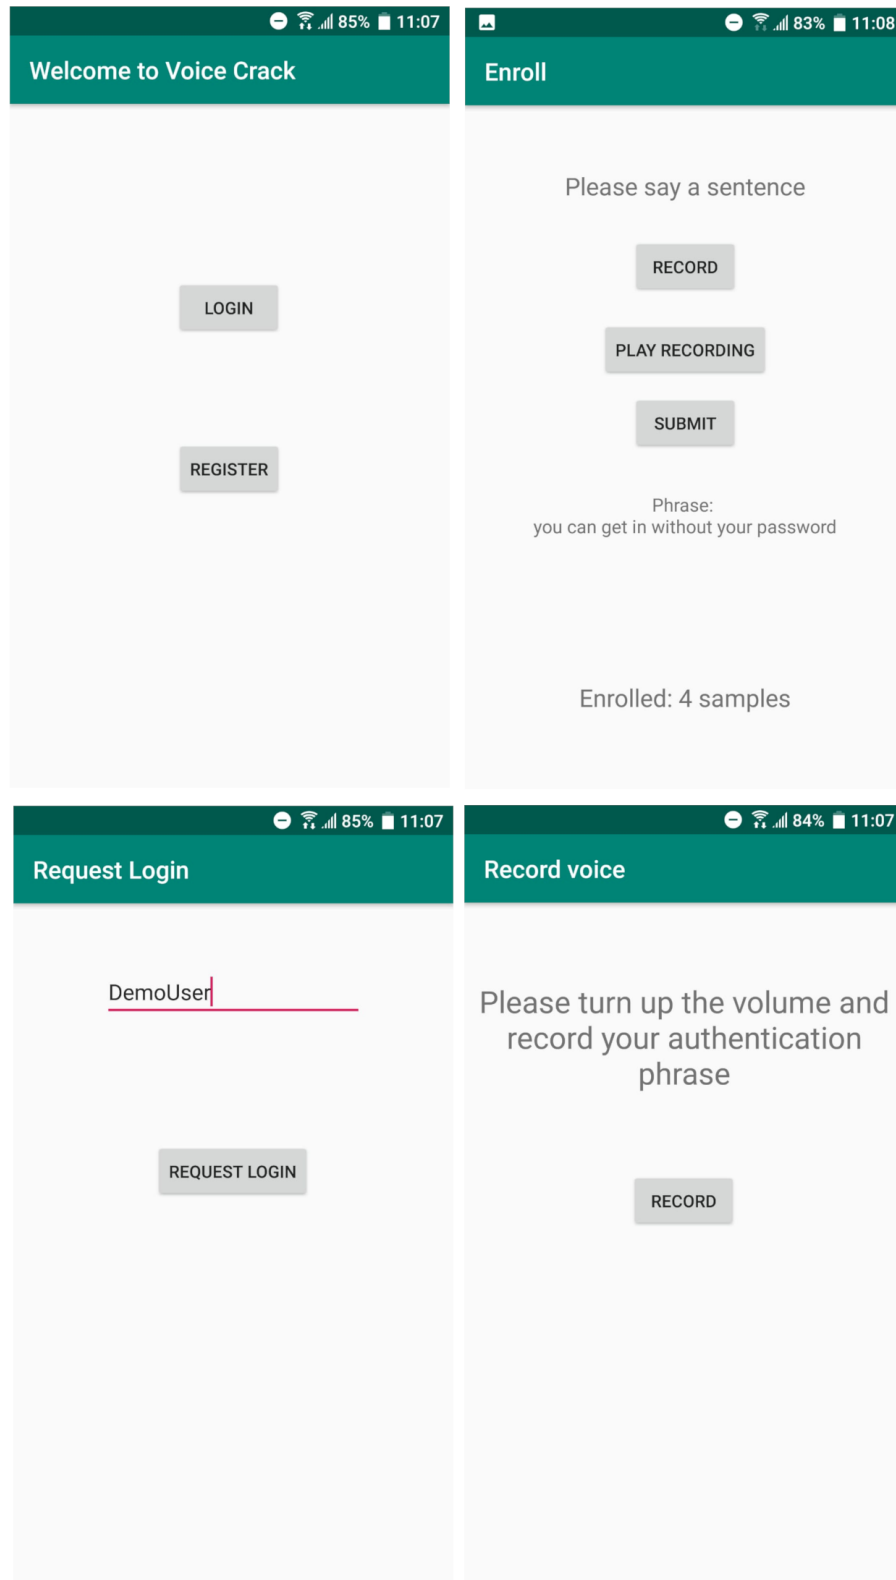 85% 11:07
Welcome to Voice Crack
LOGIN
REGISTER
83% 11:08
Enroll
Please say a sentence
RECORD
PLAY RECORDING
SUBMIT
Phrase:
you can get in without your password
Enrolled: 4 samples
85% 11:07
Request Login
DemoUser
REQUEST LOGIN
84% 11:07
Record voice
Please turn up the volume and
record your authentication
phrase
RECORD